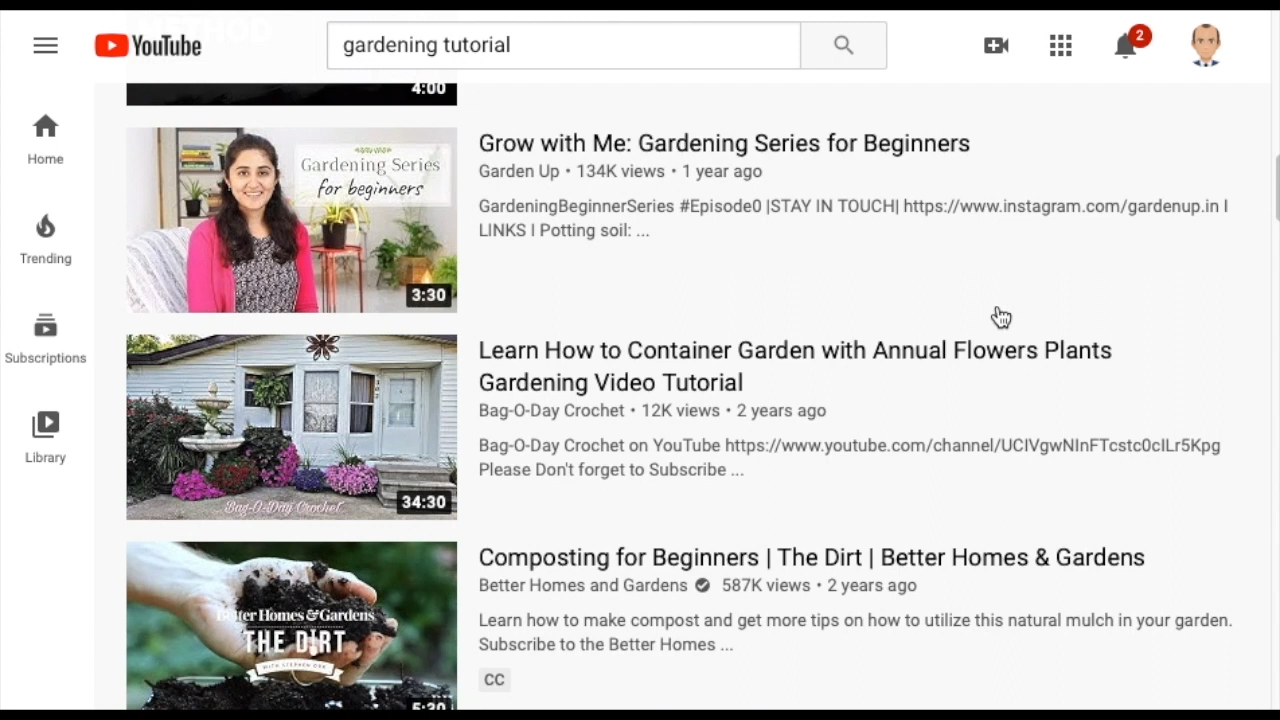 METHOD
YouTube
gardening tutorial
2
4:00
Home
Trending
Subscriptions
Library
Gardening Series
for beginners
3:30
Grow with Me: Gardening Series for Beginners
Garden Up • 134K views • 1 year ago
GardeningBeginnerSeries #Episode0 |STAY IN TOUCH| https://www.instagram.com/gardenup.in l
LINKS l Potting soil: ...
Bag-O-Day Crochet
34:30
Learn How to Container Garden with Annual Flowers Plants
Gardening Video Tutorial
Bag-O-Day Crochet • 12K views • 2 years ago
Bag-O-Day Crochet on YouTube https://www.youtube.com/channel/UCIVgwNlnFTcstc0cILr5Kpg
Please Don't forget to Subscribe ...
Better Homes & Gardens
THE DIRT
5:30
Composting for Beginners | The Dirt | Better Homes & Gardens
Better Homes and Gardens 587K views • 2 years ago
Learn how to make compost and get more tips on how to utilize this natural mulch in your garden.
Subscribe to the Better Homes ...
CC